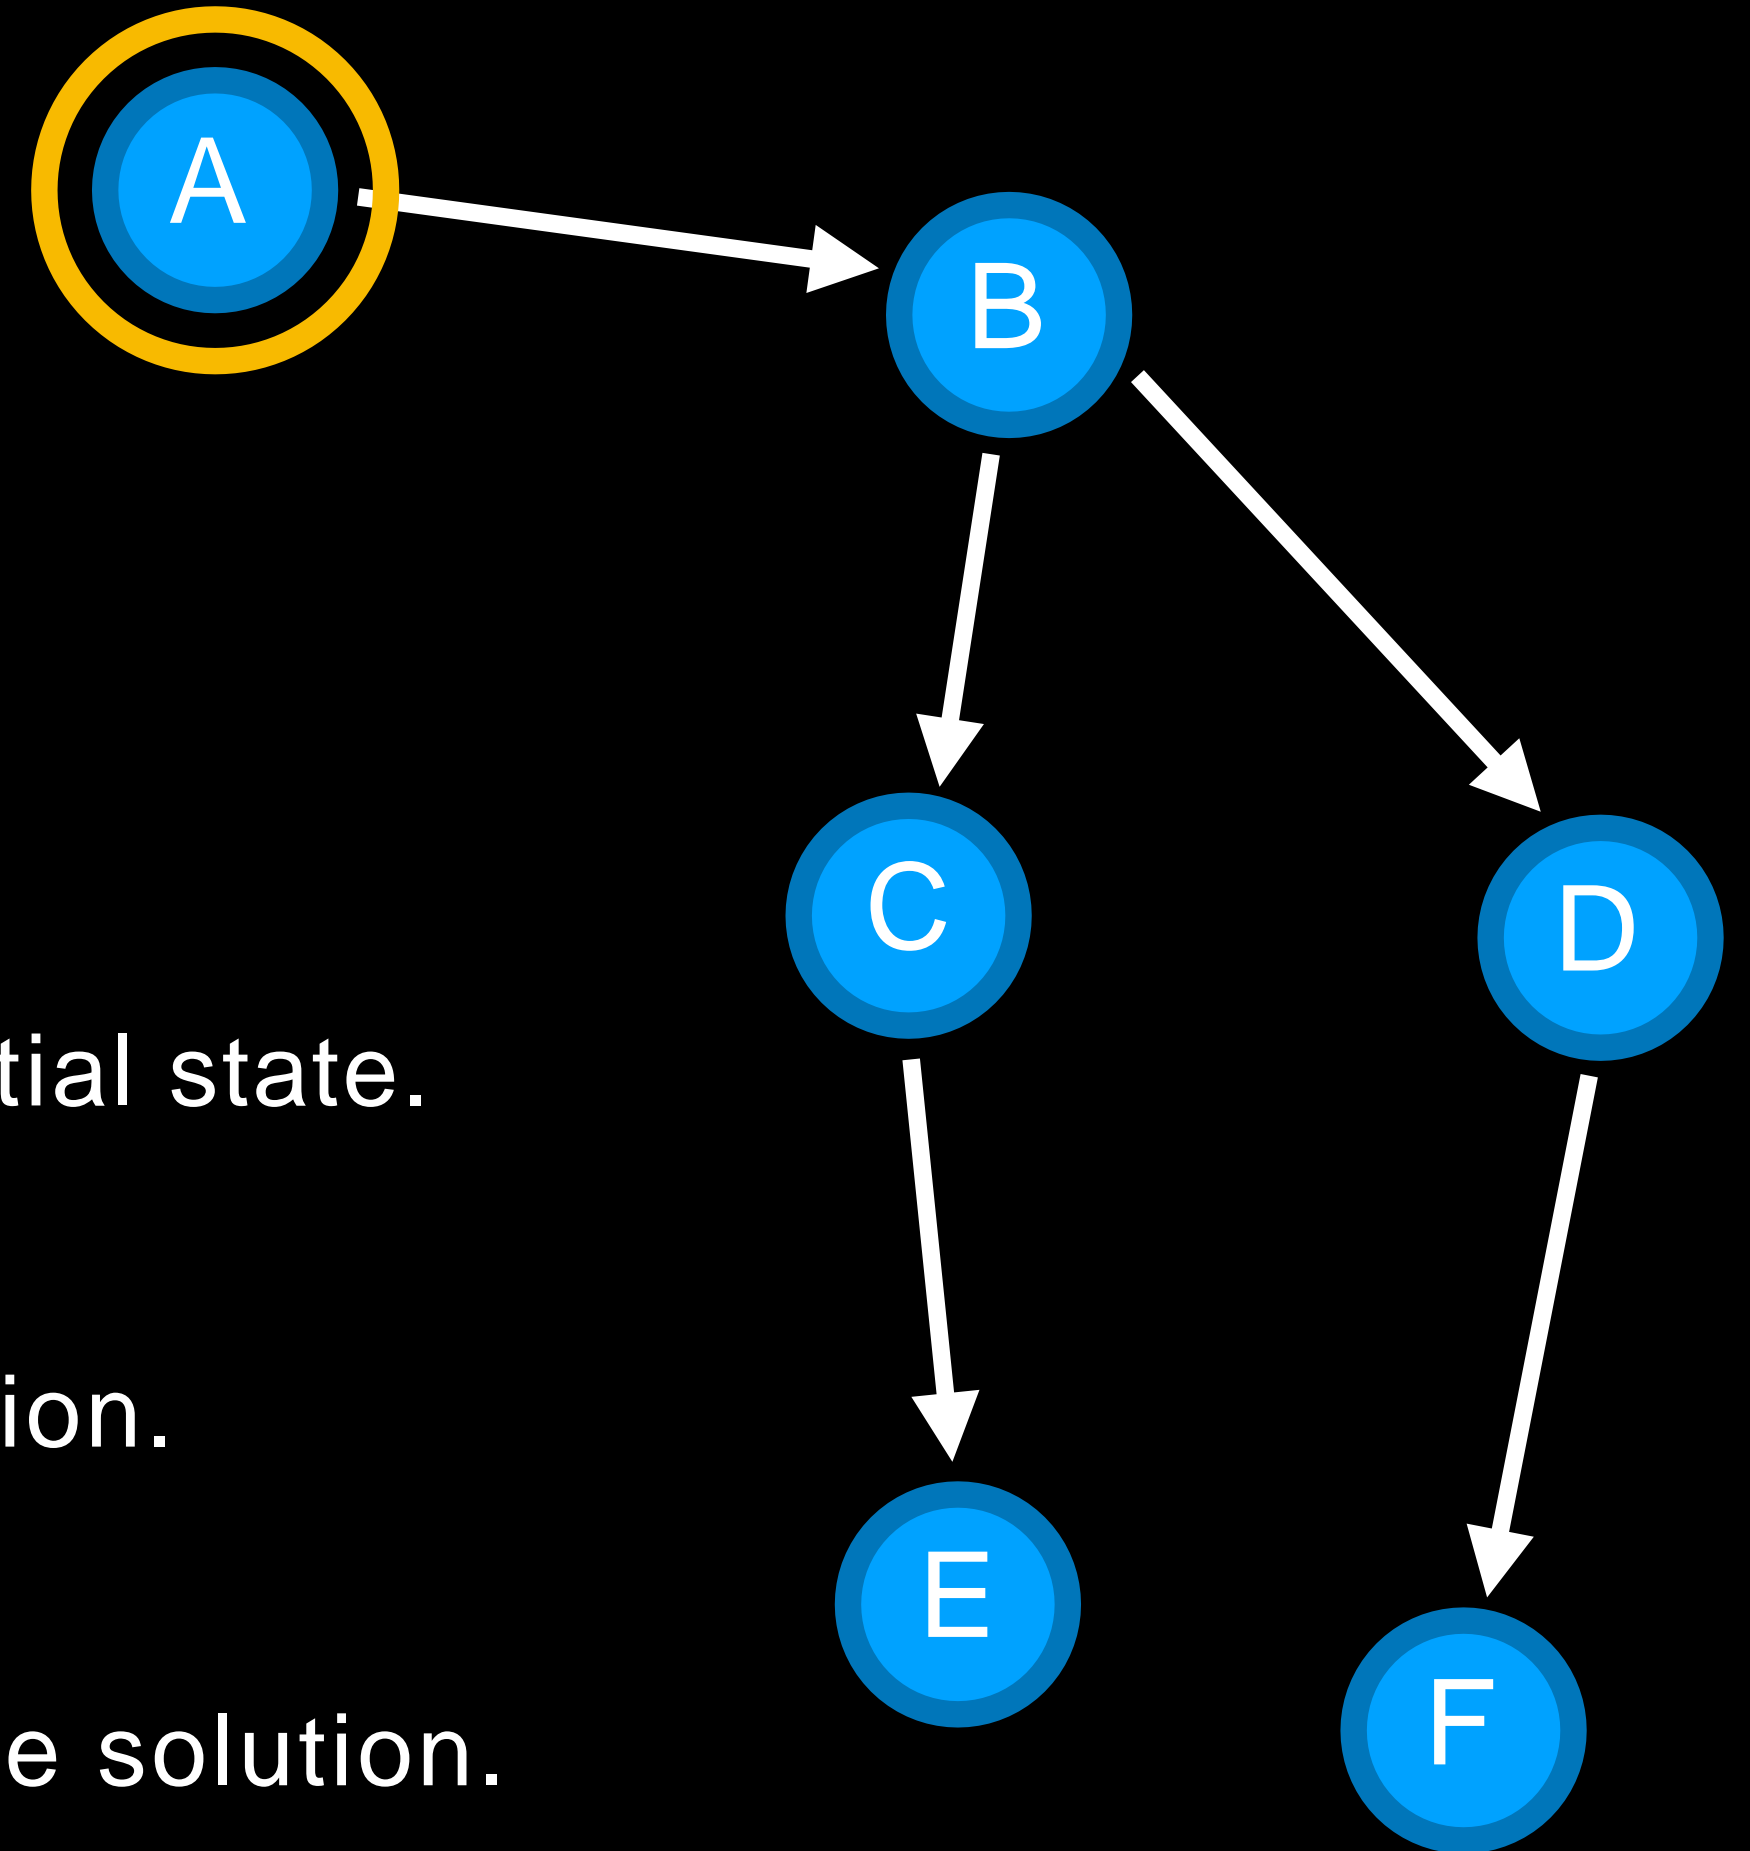 A
B
C
D
tial state.
E
ion.
F
e solution.